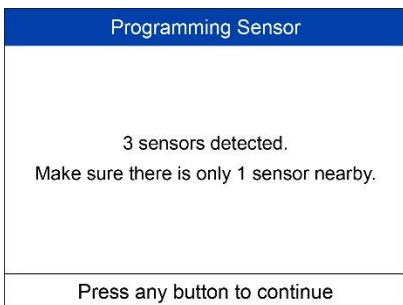 Programming Sensor
3 sensors detected.
Make sure there is only 1 sensor nearby.
Press any button to continue